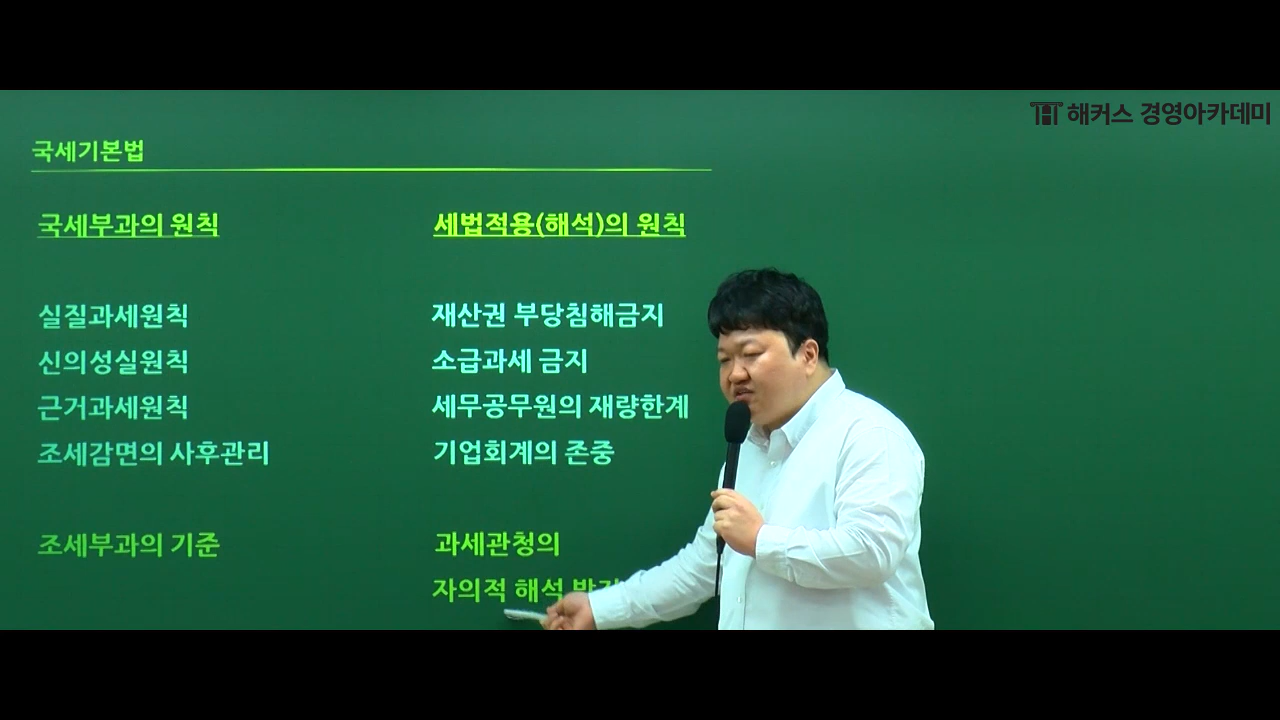 해커스 경영아카데미
국세기본법
국세부과의 원칙
실질과세원칙
신의성실원칙
근거과세원칙
조세감면의 사후관리
조세부과의 기준
세법적용(해석)의 원칙
재산권 부당침해금지
소급과세 금지
세무공무원의 재량한계
기업회계의 존중
과세관청의
자의적 해석